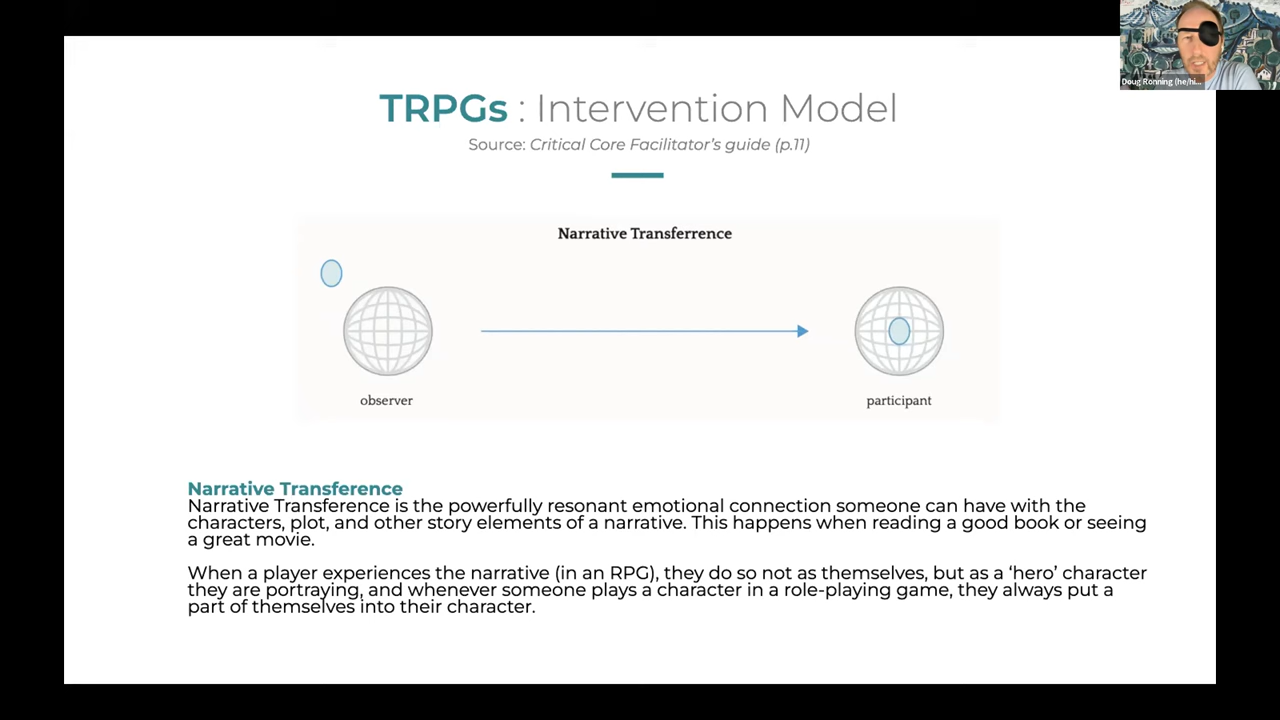 Doug Ronning (he/hi...
TRPGs : Intervention Model
Source: Critical Core Facilitator's guide (p.11)
Narrative Transferrence
observer
participant
Narrative Transference
Narrative Transference is the powerfully resonant emotional connection someone can have with the
characters, plot, and other story elements of a narrative. This happens when reading a good book or seeing
a great movie.
When a player experiences the narrative (in an RPG), they do so not as themselves, but as a ‘hero’ character
they are portraying, and whenever someone plays a character in a role-playing game, they always put a
part of themselves into their character.